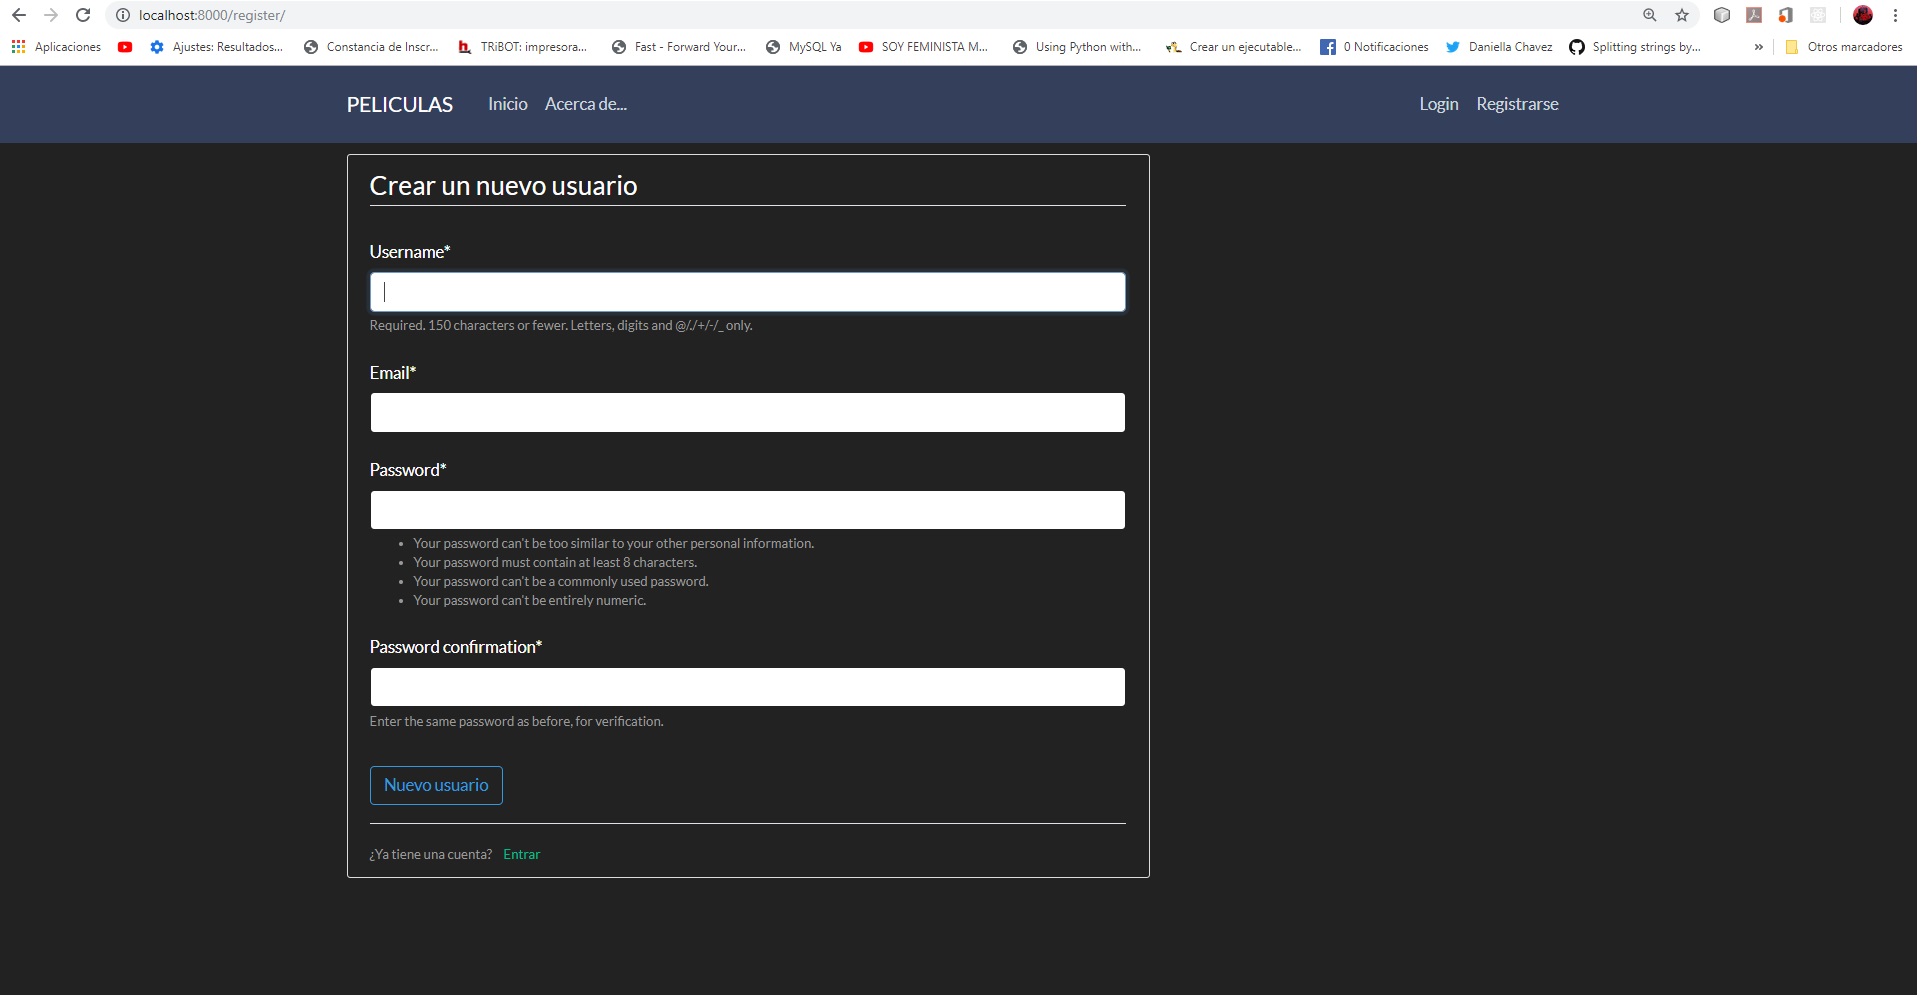 localhost:8000/register/
Aplicaciones Ajustes: Resultados... Constancia de Inscr... TRiBOT: impresora... Fast - Forward Your... MySQL Ya SOY FEMINISTA M... Using Python with... Crear un ejecutable... 0 Notificaciones Daniella Chavez Splitting strings by... » Otros marcadores
PELICULAS Inicio Acerca de... Login Registrarse
Crear un nuevo usuario
Username*
Required. 150 characters or fewer. Letters, digits and @/./+/-/_ only.
Email*
Password*
• Your password can't be too similar to your other personal information.
• Your password must contain at least 8 characters.
• Your password can't be a commonly used password.
• Your password can't be entirely numeric.
Password confirmation*
Enter the same password as before, for verification.
Nuevo usuario
¿Ya tiene una cuenta? Entrar